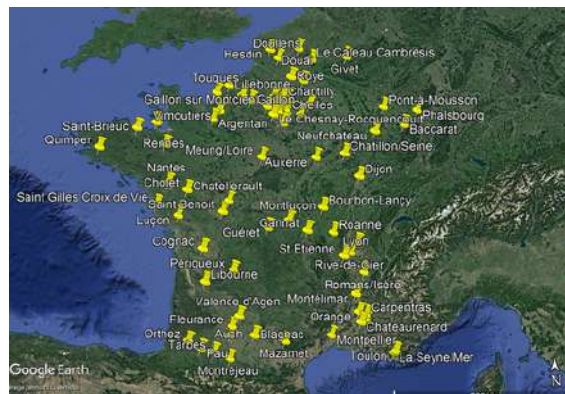 Doullens
Hesdin
Douai
Le Cateau Cambresis
Givet
Roye
Touques
Lillebonne
Chantilly
Gaillon sur Montcient
Gaillon
Chelles
Pont-à-Mousson
Vimoutiers
Le Chesnay-Rocquencourt
Phalsbourg
Saint-Brieuc
Argentan
Neufchateau
Baccarat
Quimper
Rennes
Meung/Loire
Chatillon/Seine
Auxerre
Nantes
Dijon
Cholet
Chatellerault
Saint Gilles Croix de Vie
Saint-Benoit
Montluçon
Bourbon-Lancy
Luçon
Gannat
Roanne
Guéret
Cognac
St Etienne
Lyon
Rive-de-Gier
Périgueux
Libourne
Romans/Isère
Valence d'Agen
Montélimar
Carpentras
Fleurance
Orange
Chateaurenard
Orthez
Auch
Blagnac
Montpellier
Tarbes
Pau
Mazamet
Toulon
La Seyne/Mer
Montréjeau
Google Earth
N